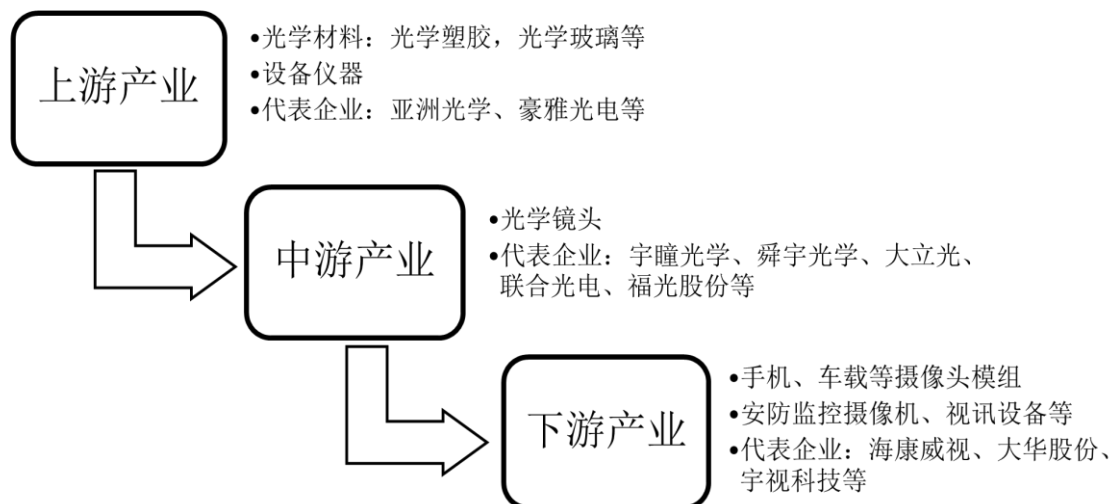 上游产业
•光学材料：光学塑胶，光学玻璃等
•设备仪器
•代表企业：亚洲光学、豪雅光电等
中游产业
•光学镜头
•代表企业：宇瞳光学、舜宇光学、大立光、
联合光电、福光股份等
下游产业
•手机、车载等摄像头模组
•安防监控摄像机、视讯设备等
•代表企业：海康威视、大华股份、
宇视科技等